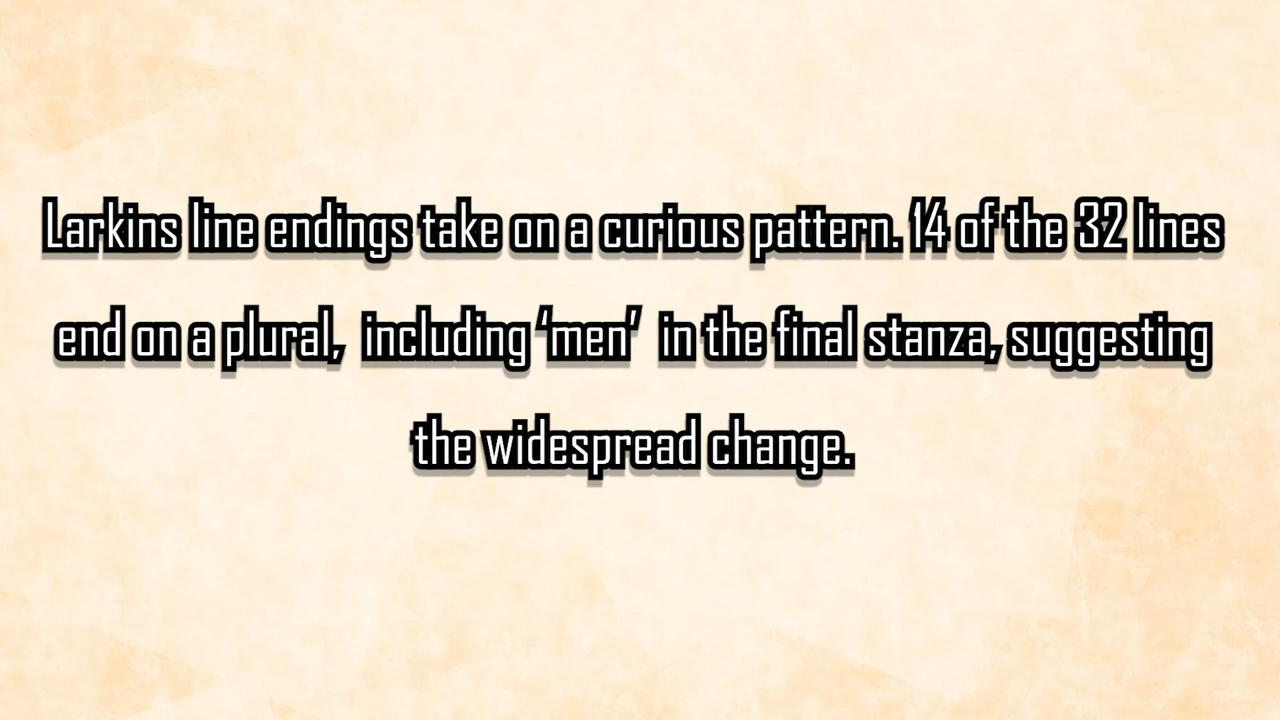 Larkins line endings take on a curious pattern. 14 of the 32 lines
end on a plural, including ‘men’ in the final stanza, suggesting
the widespread change.